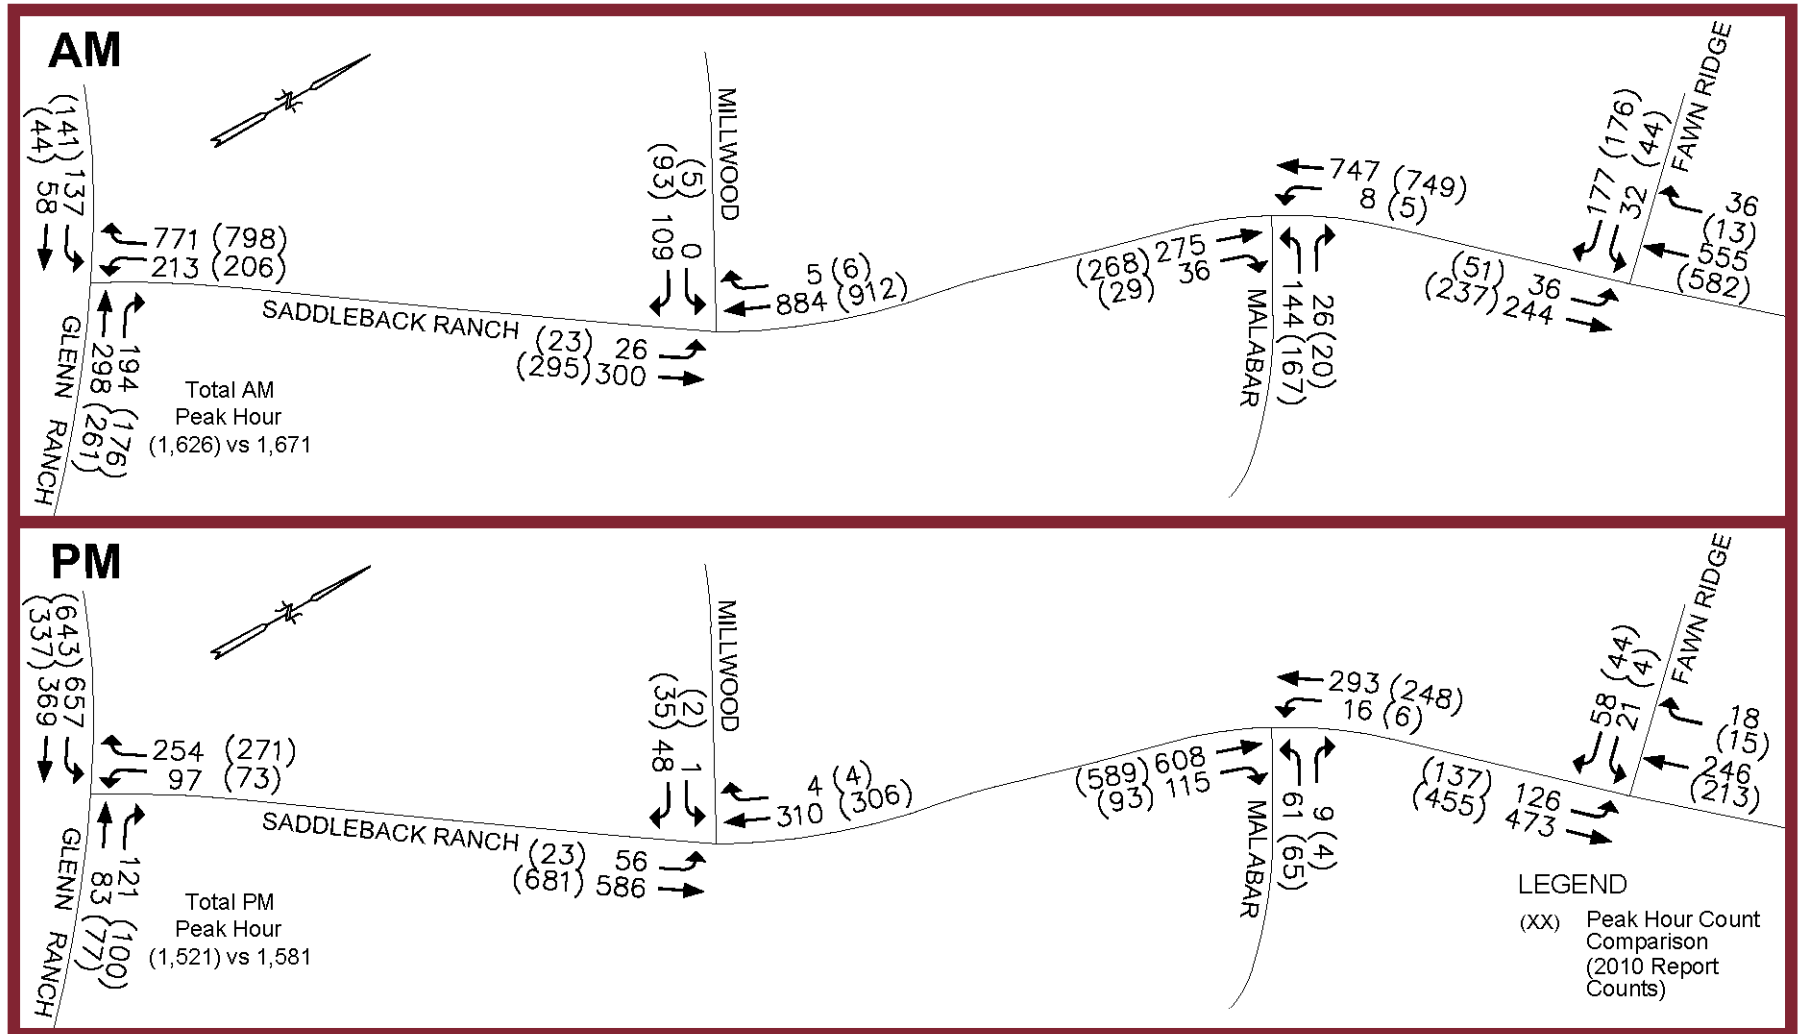 AM
(141) 137
(44) 58
771 (798)
213 (206)
GLENN RANCH
298 (261)
194 (176)
SADDLEBACK RANCH
Total AM
Peak Hour
(1,626) vs 1,671
MILLWOOD
(93) 109
(5) 0
5 (6)
884 (912)
(23) 26
(295) 300
747 (749)
8 (5)
(268) 275
(29) 36
MALABAR
144 (167)
26 (20)
FAWN RIDGE
177 (176)
32 (44)
36
(13)
555
(582)
(51) 36
(237) 244
PM
(643) 657
(337) 369
254 (271)
97 (73)
GLENN RANCH
83 (77)
121 (100)
SADDLEBACK RANCH
Total PM
Peak Hour
(1,521) vs 1,581
MILLWOOD
(35) 48
(2) 1
4 (4)
310 (306)
(23) 56
(681) 586
293 (248)
16 (6)
(589) 608
(93) 115
MALABAR
61 (65)
9 (4)
FAWN RIDGE
58 (44)
21 (4)
18
(15)
246
(213)
(137) 126
(455) 473
LEGEND
(XX) Peak Hour Count
Comparison
(2010 Report
Counts)